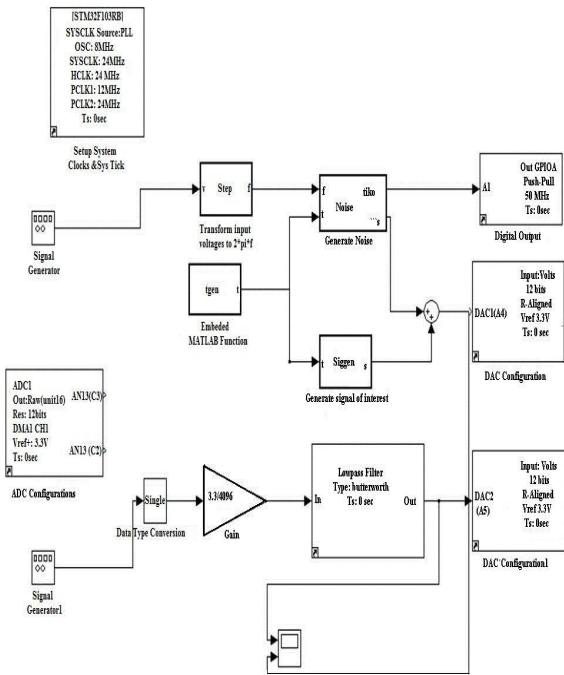 [STM32F103RB]
SYSCLK Source:PLL
OSC: 8MHz
SYSCLK: 24MHz
HCLK: 24 MHz
PCLK1: 12MHz
PCLK2: 24MHz
Ts: 0sec
Setup System
Clocks &Sys Tick
Signal
Generator
v Step f
Transform input
voltages to 2*pi*f
f tiko
Noise
t ```s
Generate Noise
Out GPIOA
Push-Pull
A1
50 MHz
Ts: 0sec
Digital Output
tgen t
Embeded
MATLAB Function
+
+
Input:Volts
12 bits
R-Aligned
DAC1(A4)
Vref 3.3V
Ts: 0 sec
DAC Configuration
Siggen
t s
Generate signal of interest
ADC1
Out:Raw(unit16)
Res: 12bits
DMA1 CH1
Vref+: 3.3V
Ts: 0sec
AN13(C3)
AN13 (C2)
ADC Configurations
Single
Data Type Conversion
3.3/4096
Gain
Lowpass Filter
Type: butterworth
Ts: 0 sec
In Out
Input: Volts
12 bits
R-Aligned
Vref 3.3V
Ts: 0sec
DAC2
(A5)
DAC Configuration1
Signal
Generator1